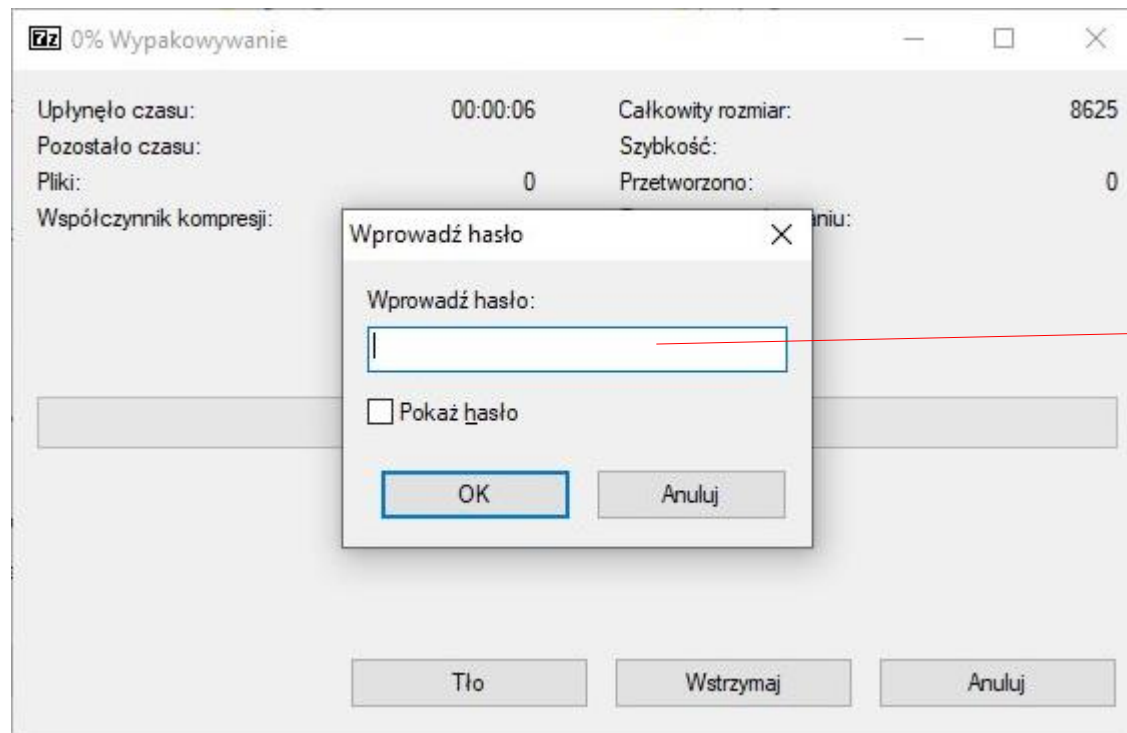 7z 0% Wypakowywanie
Upłynęło czasu: 00:00:06 Całkowity rozmiar: 8625
Pozostało czasu: Szybkość:
Pliki: 0 Przetworzono: 0
Współczynnik kompresji: aniu:
Wprowadź hasło
Wprowadź hasło:
Pokaż hasło
OK Anuluj
Tło Wstrzymaj Anuluj